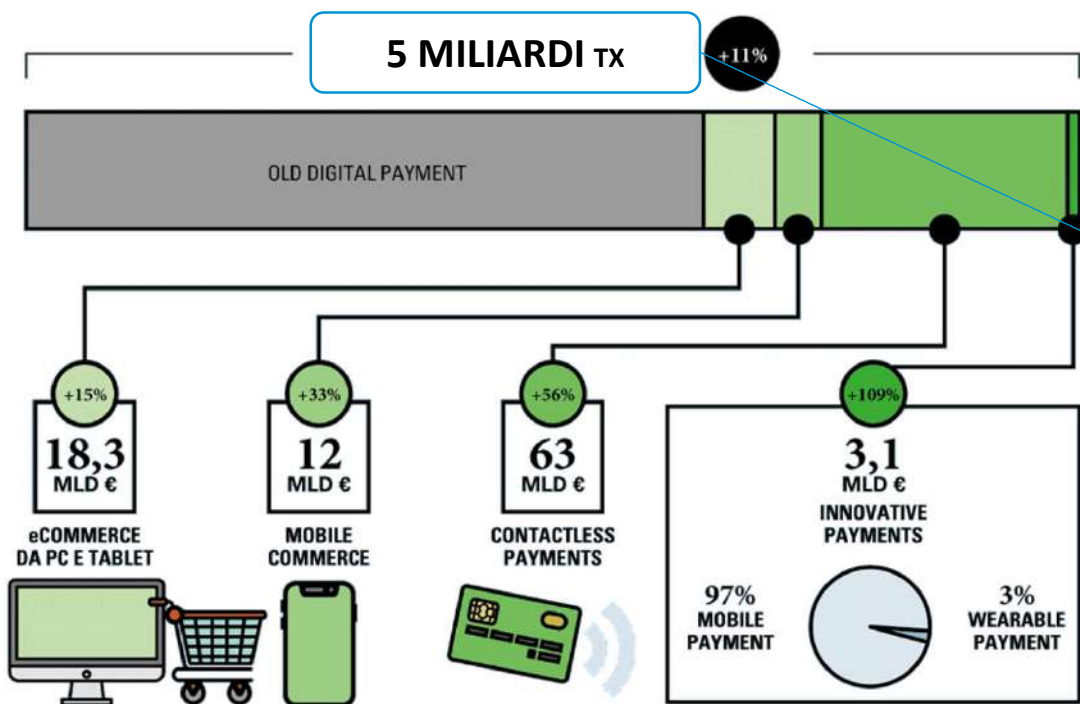 5 MILIARDI TX
+11%
OLD DIGITAL PAYMENT
+15%
18,3
MLD €
eCOMMERCE
DA PC E TABLET
+33%
12
MLD €
MOBILE
COMMERCE
+56%
63
MLD €
CONTACTLESS
PAYMENTS
+109%
3,1
MLD €
INNOVATIVE
PAYMENTS
97%
MOBILE
PAYMENT
3%
WEARABLE
PAYMENT